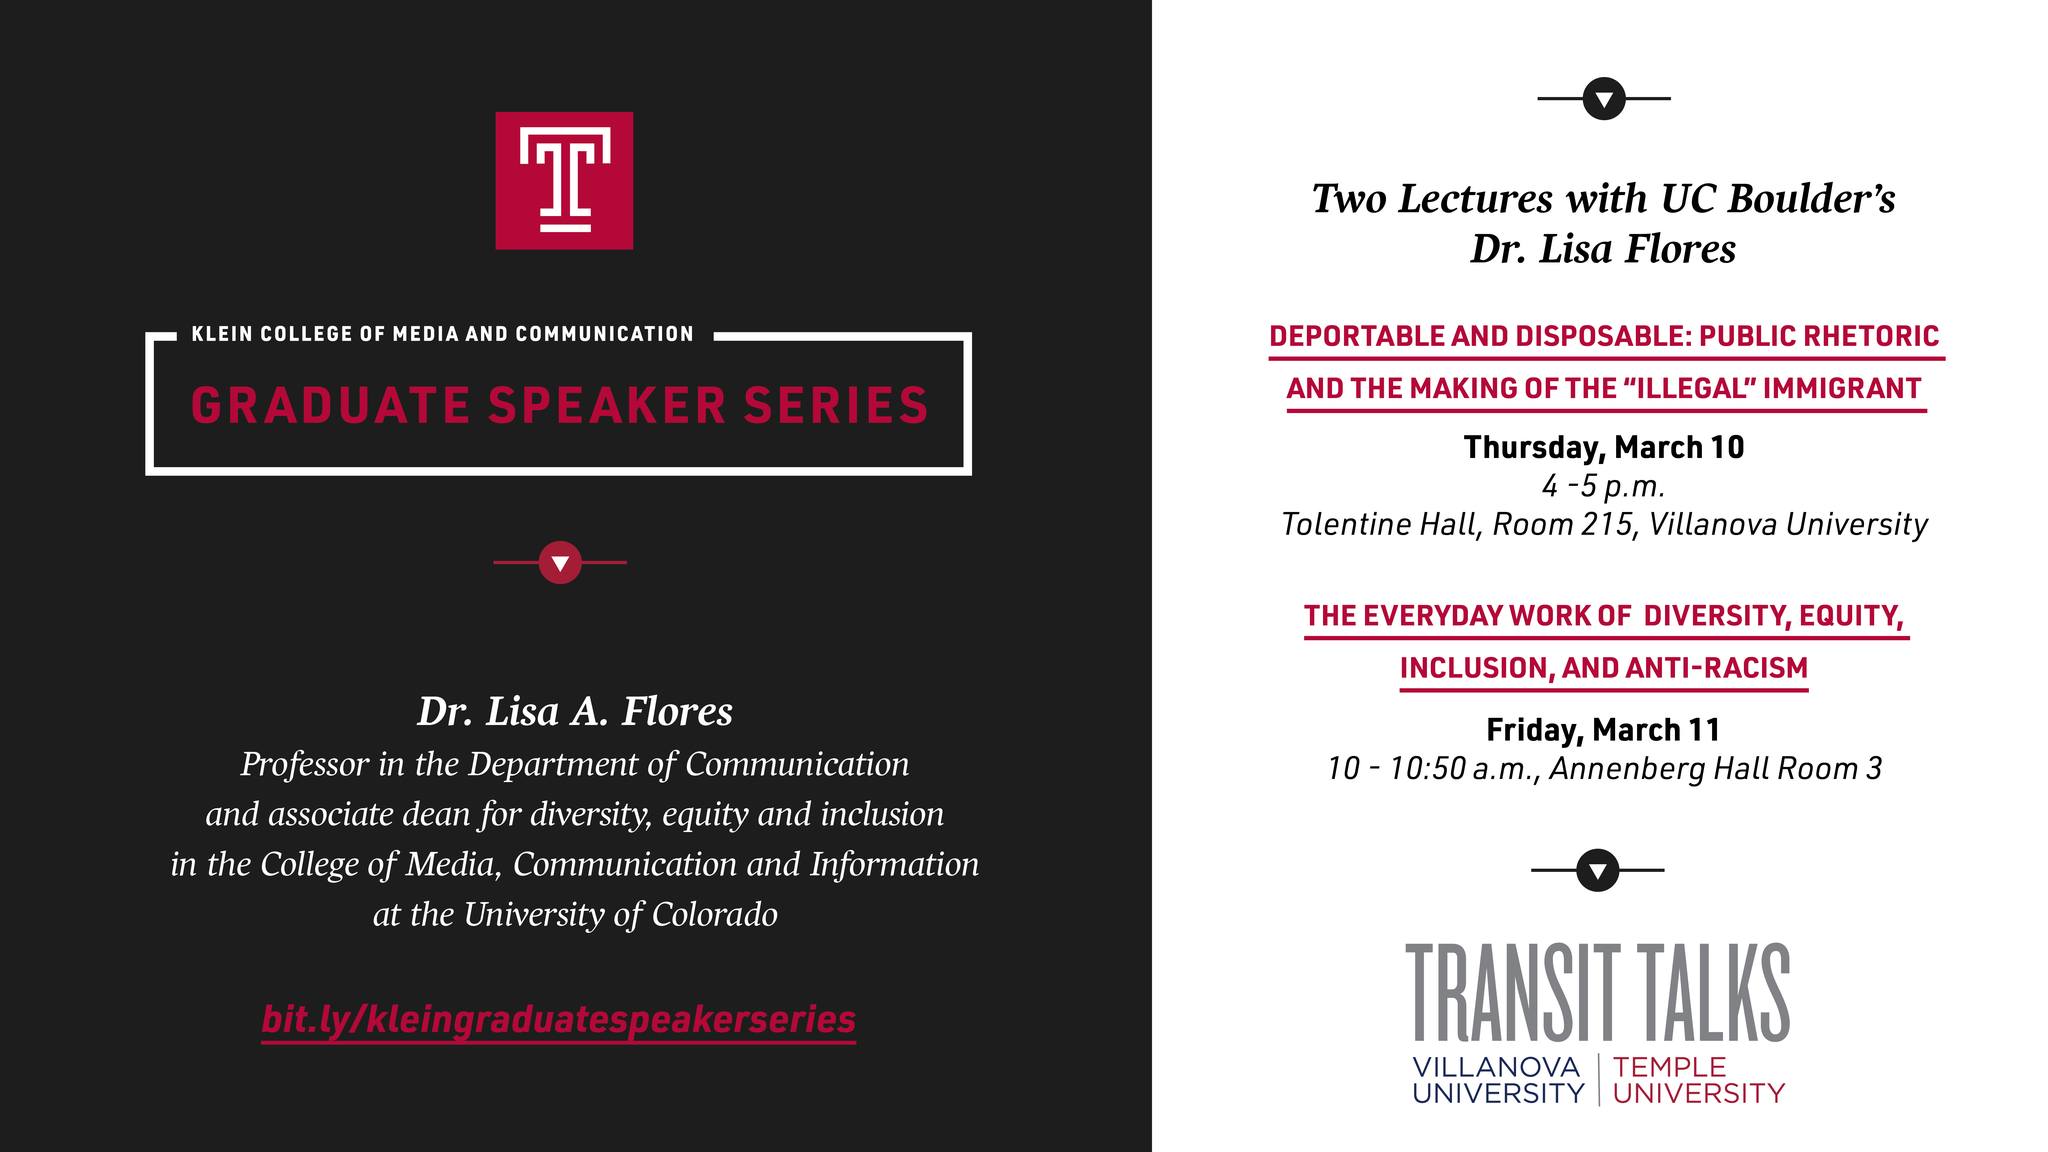 T
KLEIN COLLEGE OF MEDIA AND COMMUNICATION
GRADUATE SPEAKER SERIES
Dr. Lisa A. Flores
Professor in the Department of Communication
and associate dean for diversity, equity and inclusion
in the College of Media, Communication and Information
at the University of Colorado
bit.ly/kleingraduatespeakerseries
Two Lectures with UC Boulder’s
Dr. Lisa Flores
DEPORTABLE AND DISPOSABLE: PUBLIC RHETORIC
AND THE MAKING OF THE “ILLEGAL” IMMIGRANT
Thursday, March 10
4 -5 p.m.
Tolentine Hall, Room 215, Villanova University
THE EVERYDAY WORK OF DIVERSITY, EQUITY,
INCLUSION, AND ANTI-RACISM
Friday, March 11
10 - 10:50 a.m., Annenberg Hall Room 3
TRANSIT TALKS
VILLANOVA UNIVERSITY
TEMPLE UNIVERSITY